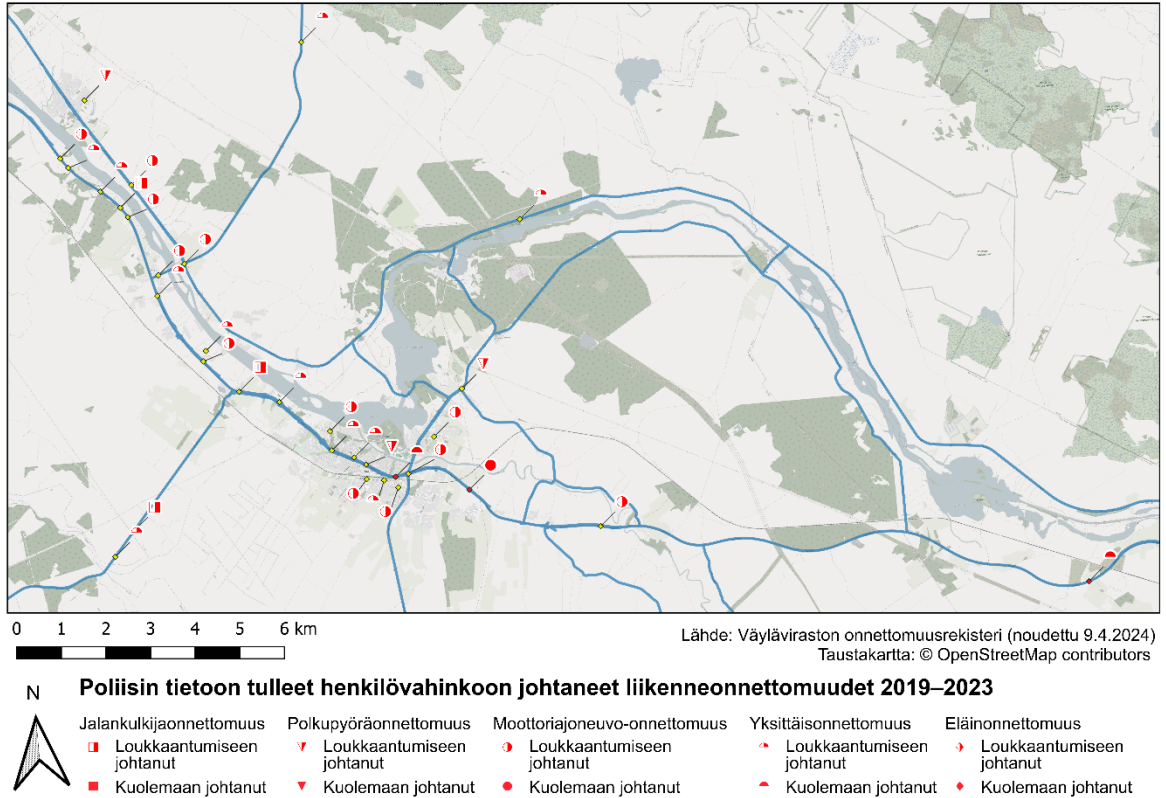 0 1 2 3 4 5 6 km
Lähde: Väyläviraston onnettomuusrekisteri (noudettu 9.4.2024)
Taustakartta: © OpenStreetMap contributors
N
Poliisin tietoon tulleet henkilövahinkoon johtaneet liikenneonnettomuudet 2019–2023
Jalankulkijaonnettomuus Polkupyöräonnettomuus Moottoriajoneuvo-onnettomuus Yksittäisonnettomuus Eläinonnettomuus
Loukkaantumiseen Loukkaantumiseen Loukkaantumiseen Loukkaantumiseen Loukkaantumiseen
johtanut johtanut johtanut johtanut johtanut
Kuolemaan johtanut Kuolemaan johtanut Kuolemaan johtanut Kuolemaan johtanut Kuolemaan johtanut